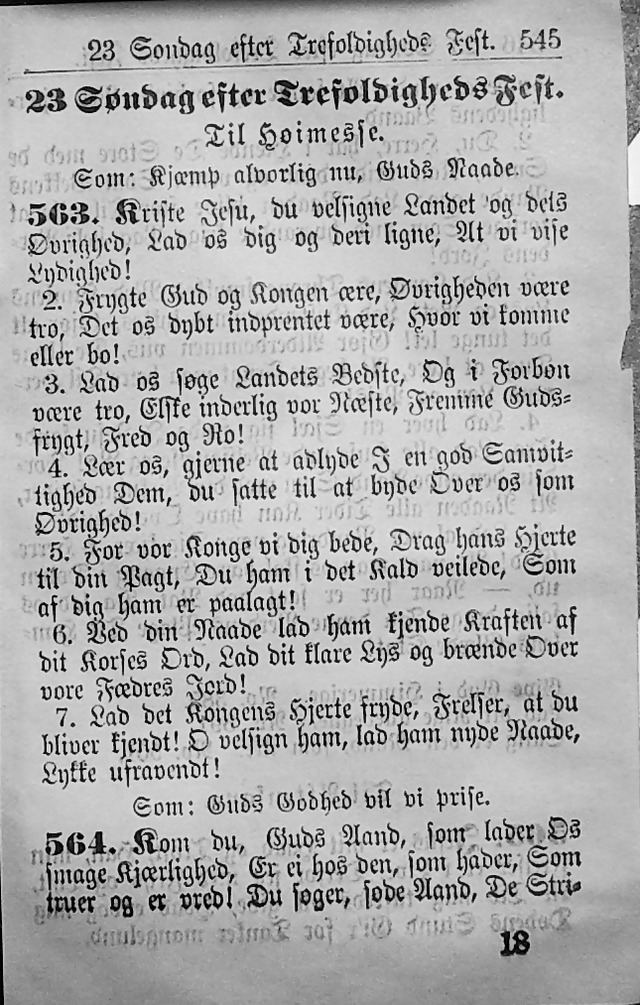 23 Sondag efter Trefoldigheds Fest. 545
23 Søndag efter Trefoldigheds Fest.
Til Hoimesse.
Som: Kjæmp alvorlig nu, Guds Naade.
563. Kriste Jesu, du velsigne Landet og dets
Øvrighed, Lad os dig og deri ligne, At vi vise
Lydighed!
2. Frygte Gud og Kongen ære, Øvrigheden være
tro, Det os dybt indprentet være, Hvor vi komme
eller bo!
3. Lad os søge Landets Bedste, Og i Forbøn
være tro, Elske inderlig vor Næste, Fremme Guds-
frygt, Fred og Ro!
4. Lær os, gjerne at adlyde I en god Samvit-
tighed Dem, du satte til at byde Over os som
Øvrighed!
5. For vor Konge vi dig bede, Drag hans Hjerte
til din Pagt, Du ham i det Kald veilede, Som
af dig ham er paalagt!
6. Ved din Naade lad ham kjende Kraften af
dit Korses Ord, Lad dit klare Lys og brænde Over
vore Fædres Jord!
7. Lad det Kongens Hjerte fryde, Frelser, at du
bliver kjendt! O velsign ham, lad ham nyde Naade,
Lykke ufravendt!
Som: Guds Godhed vil vi prise.
564. Kom du, Guds Aand, som lader Os
smage Kjærlighed, Er ei hos den, som hader, Som
truer og er vred! Du søger, søde Aand, De Stri-
18